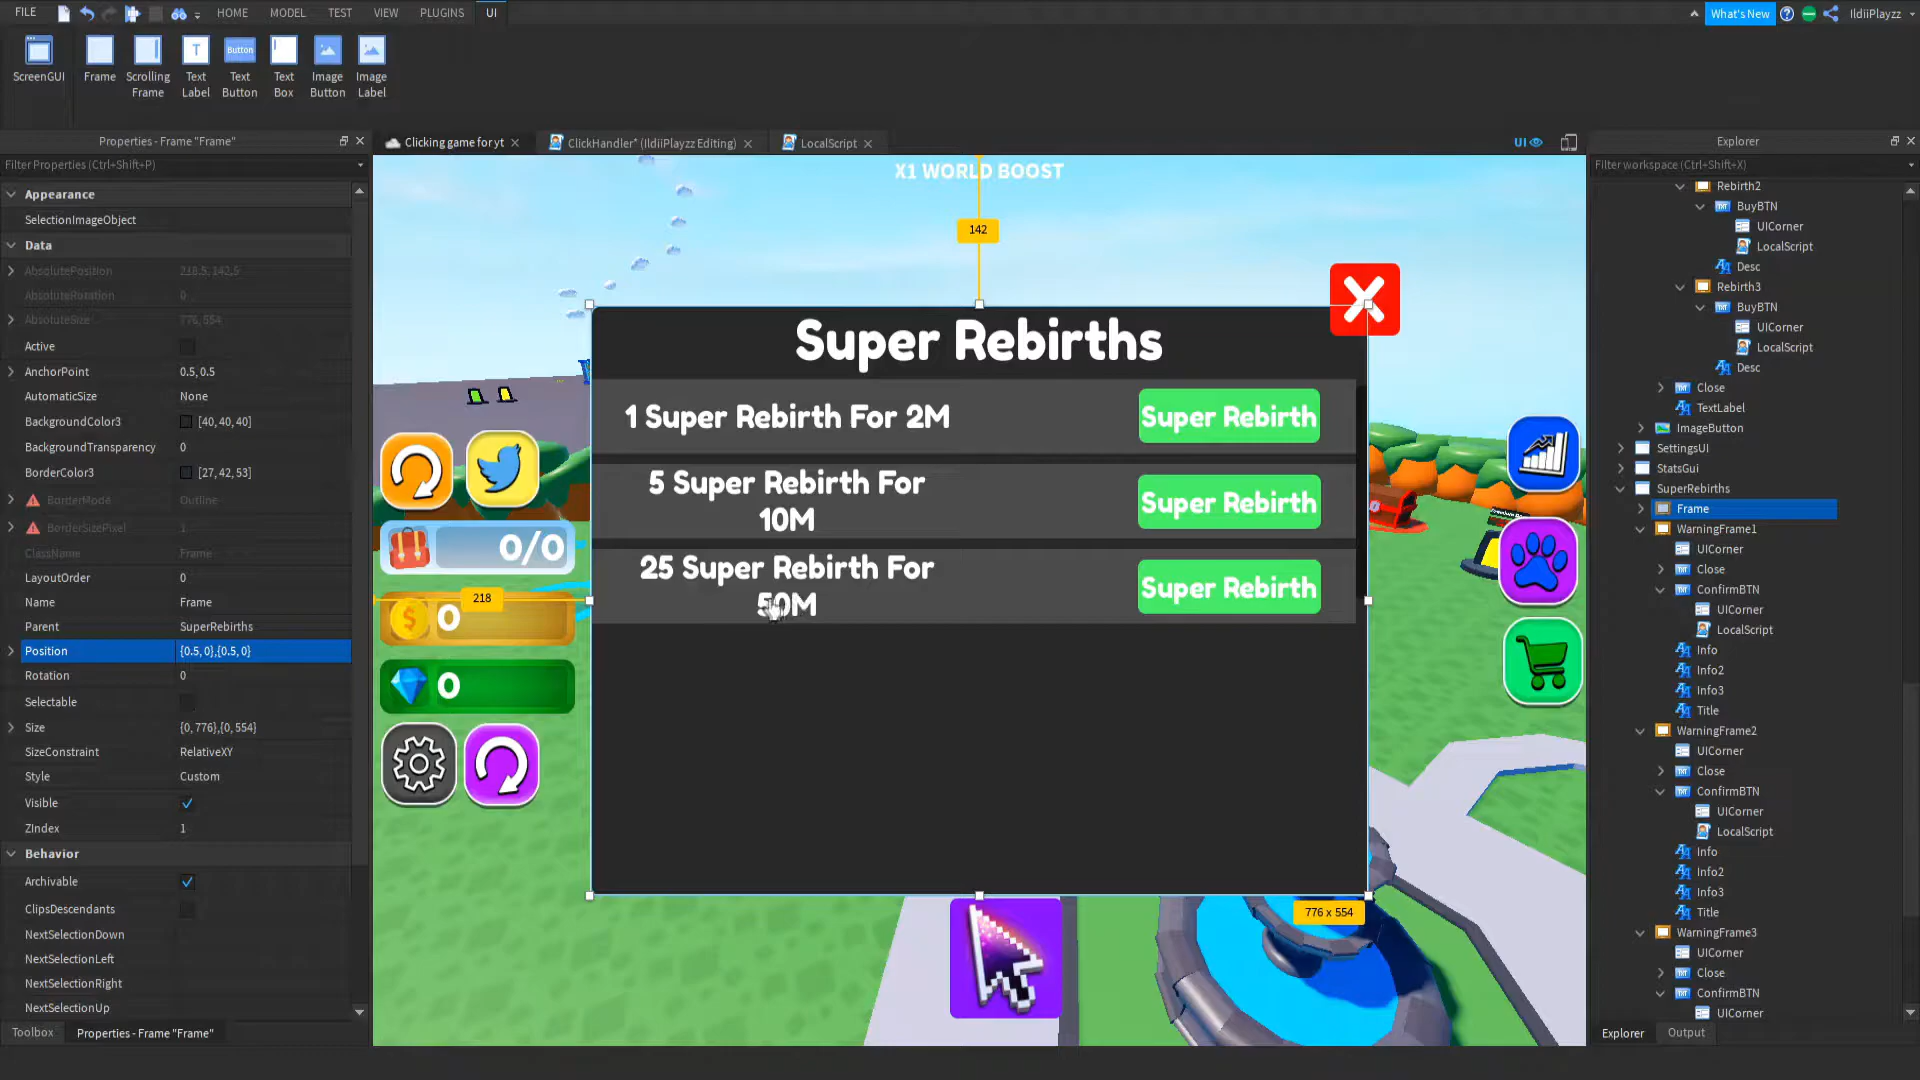 FILE
HOME
MODEL
TEST
VIEW
PLUGINS
UI
What's New
IldiiPlayzz
ScreenGUI
Frame
Scrolling
Frame
Text
Label
Text
Button
Text
Box
Image
Button
Image
Label
Properties - Frame "Frame"
Filter Properties (Ctrl+Shift+P)
Appearance
SelectionImageObject
Data
AbsolutePosition 218.5, 142.5
AbsoluteRotation 0
AbsoluteSize 776, 554
Active
AnchorPoint 0.5, 0.5
AutomaticSize None
BackgroundColor3 [40, 40, 40]
BackgroundTransparency 0
BorderColor3 [27, 42, 53]
BorderMode Outline
BorderSizePixel 1
ClassName Frame
LayoutOrder 0
Name Frame
Parent SuperRebirths
Position {0.5, 0},{0.5, 0}
Rotation 0
Selectable
Size {0, 776},{0, 554}
SizeConstraint RelativeXY
Style Custom
Visible
ZIndex 1
Behavior
Archivable
ClipsDescendants
NextSelectionDown
NextSelectionLeft
NextSelectionRight
NextSelectionUp
Toolbox
Properties - Frame "Frame"
Clicking game for yt
ClickHandler* (IldiiPlayzz Editing)
LocalScript
UI
X1 WORLD BOOST
142
Super Rebirths
1 Super Rebirth For 2M
Super Rebirth
5 Super Rebirth For
10M
Super Rebirth
25 Super Rebirth For
50M
Super Rebirth
0/0
218
0
0
776 x 554
Explorer
Filter workspace (Ctrl+Shift+X)
Rebirth2
BuyBTN
UICorner
LocalScript
Desc
Rebirth3
BuyBTN
UICorner
LocalScript
Desc
Close
TextLabel
ImageButton
SettingsUI
StatsGui
SuperRebirths
Frame
WarningFrame1
UICorner
Close
ConfirmBTN
UICorner
LocalScript
Info
Info2
Info3
Title
WarningFrame2
UICorner
Close
ConfirmBTN
UICorner
LocalScript
Info
Info2
Info3
Title
WarningFrame3
UICorner
Close
ConfirmBTN
UICorner
Explorer
Output